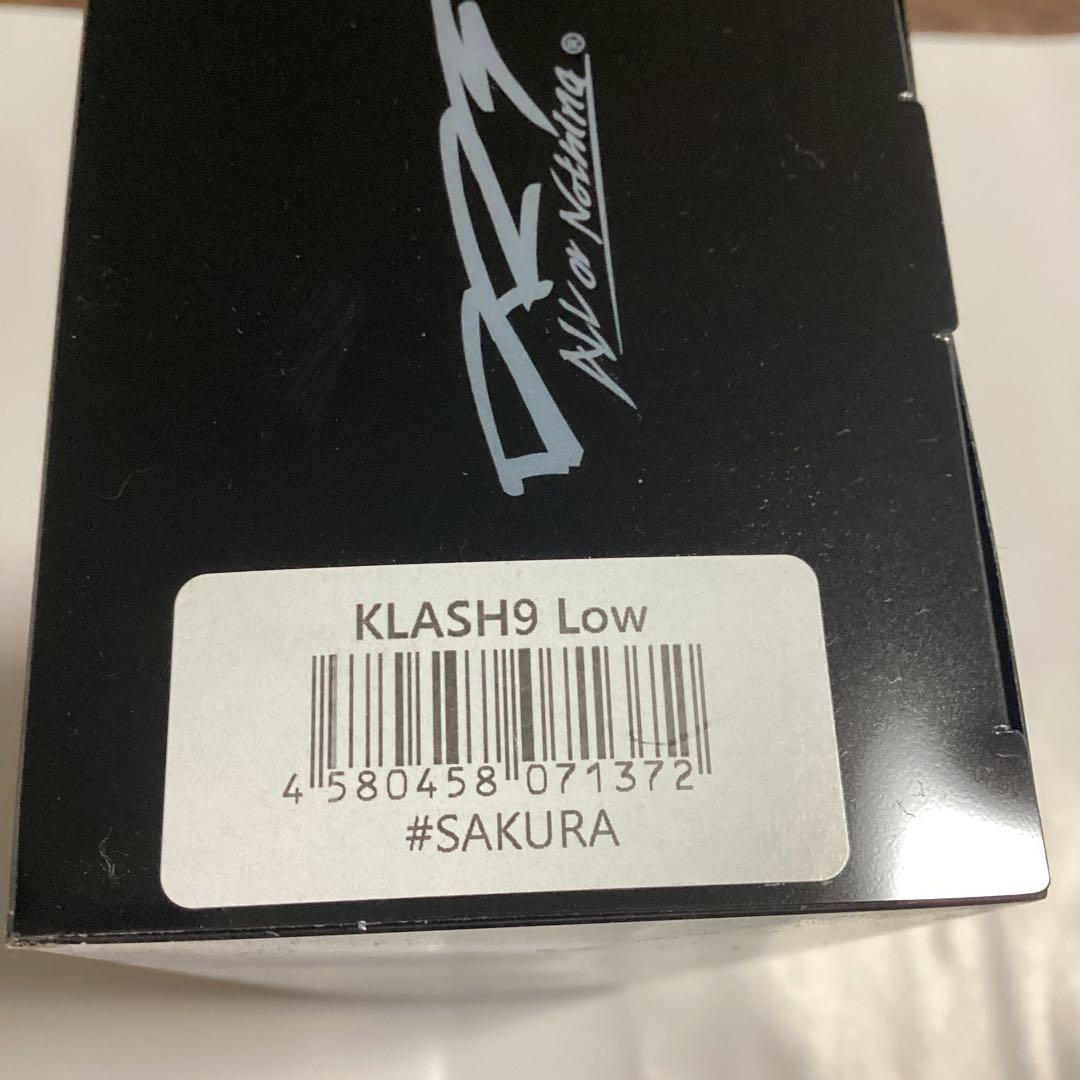 All or Nothing®
KLASH9 Low
4 580458 071372
#SAKURA